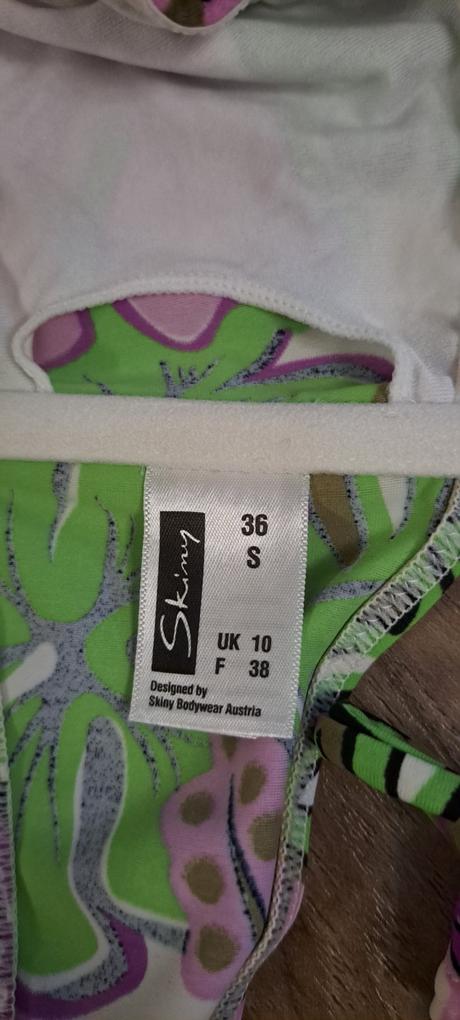 Skiny
36
S
UK 10
F 38
Designed by
Skiny Bodywear Austria